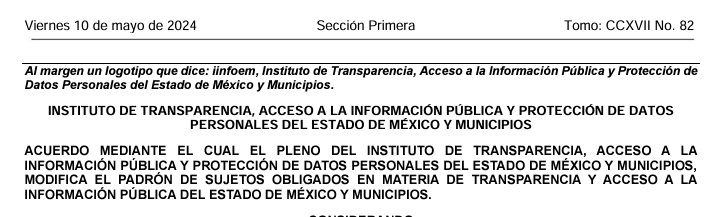 Viernes 10 de mayo de 2024 Sección Primera Tomo: CCXVII No. 82
Al margen un logotipo que dice: iinfoem, Instituto de Transparencia, Acceso a la Información Pública y Protección de
Datos Personales del Estado de México y Municipios.
INSTITUTO DE TRANSPARENCIA, ACCESO A LA INFORMACIÓN PÚBLICA Y PROTECCIÓN DE DATOS
PERSONALES DEL ESTADO DE MÉXICO Y MUNICIPIOS
ACUERDO MEDIANTE EL CUAL EL PLENO DEL INSTITUTO DE TRANSPARENCIA, ACCESO A LA
INFORMACIÓN PÚBLICA Y PROTECCIÓN DE DATOS PERSONALES DEL ESTADO DE MÉXICO Y MUNICIPIOS,
MODIFICA EL PADRÓN DE SUJETOS OBLIGADOS EN MATERIA DE TRANSPARENCIA Y ACCESO A LA
INFORMACIÓN PÚBLICA DEL ESTADO DE MÉXICO Y MUNICIPIOS.